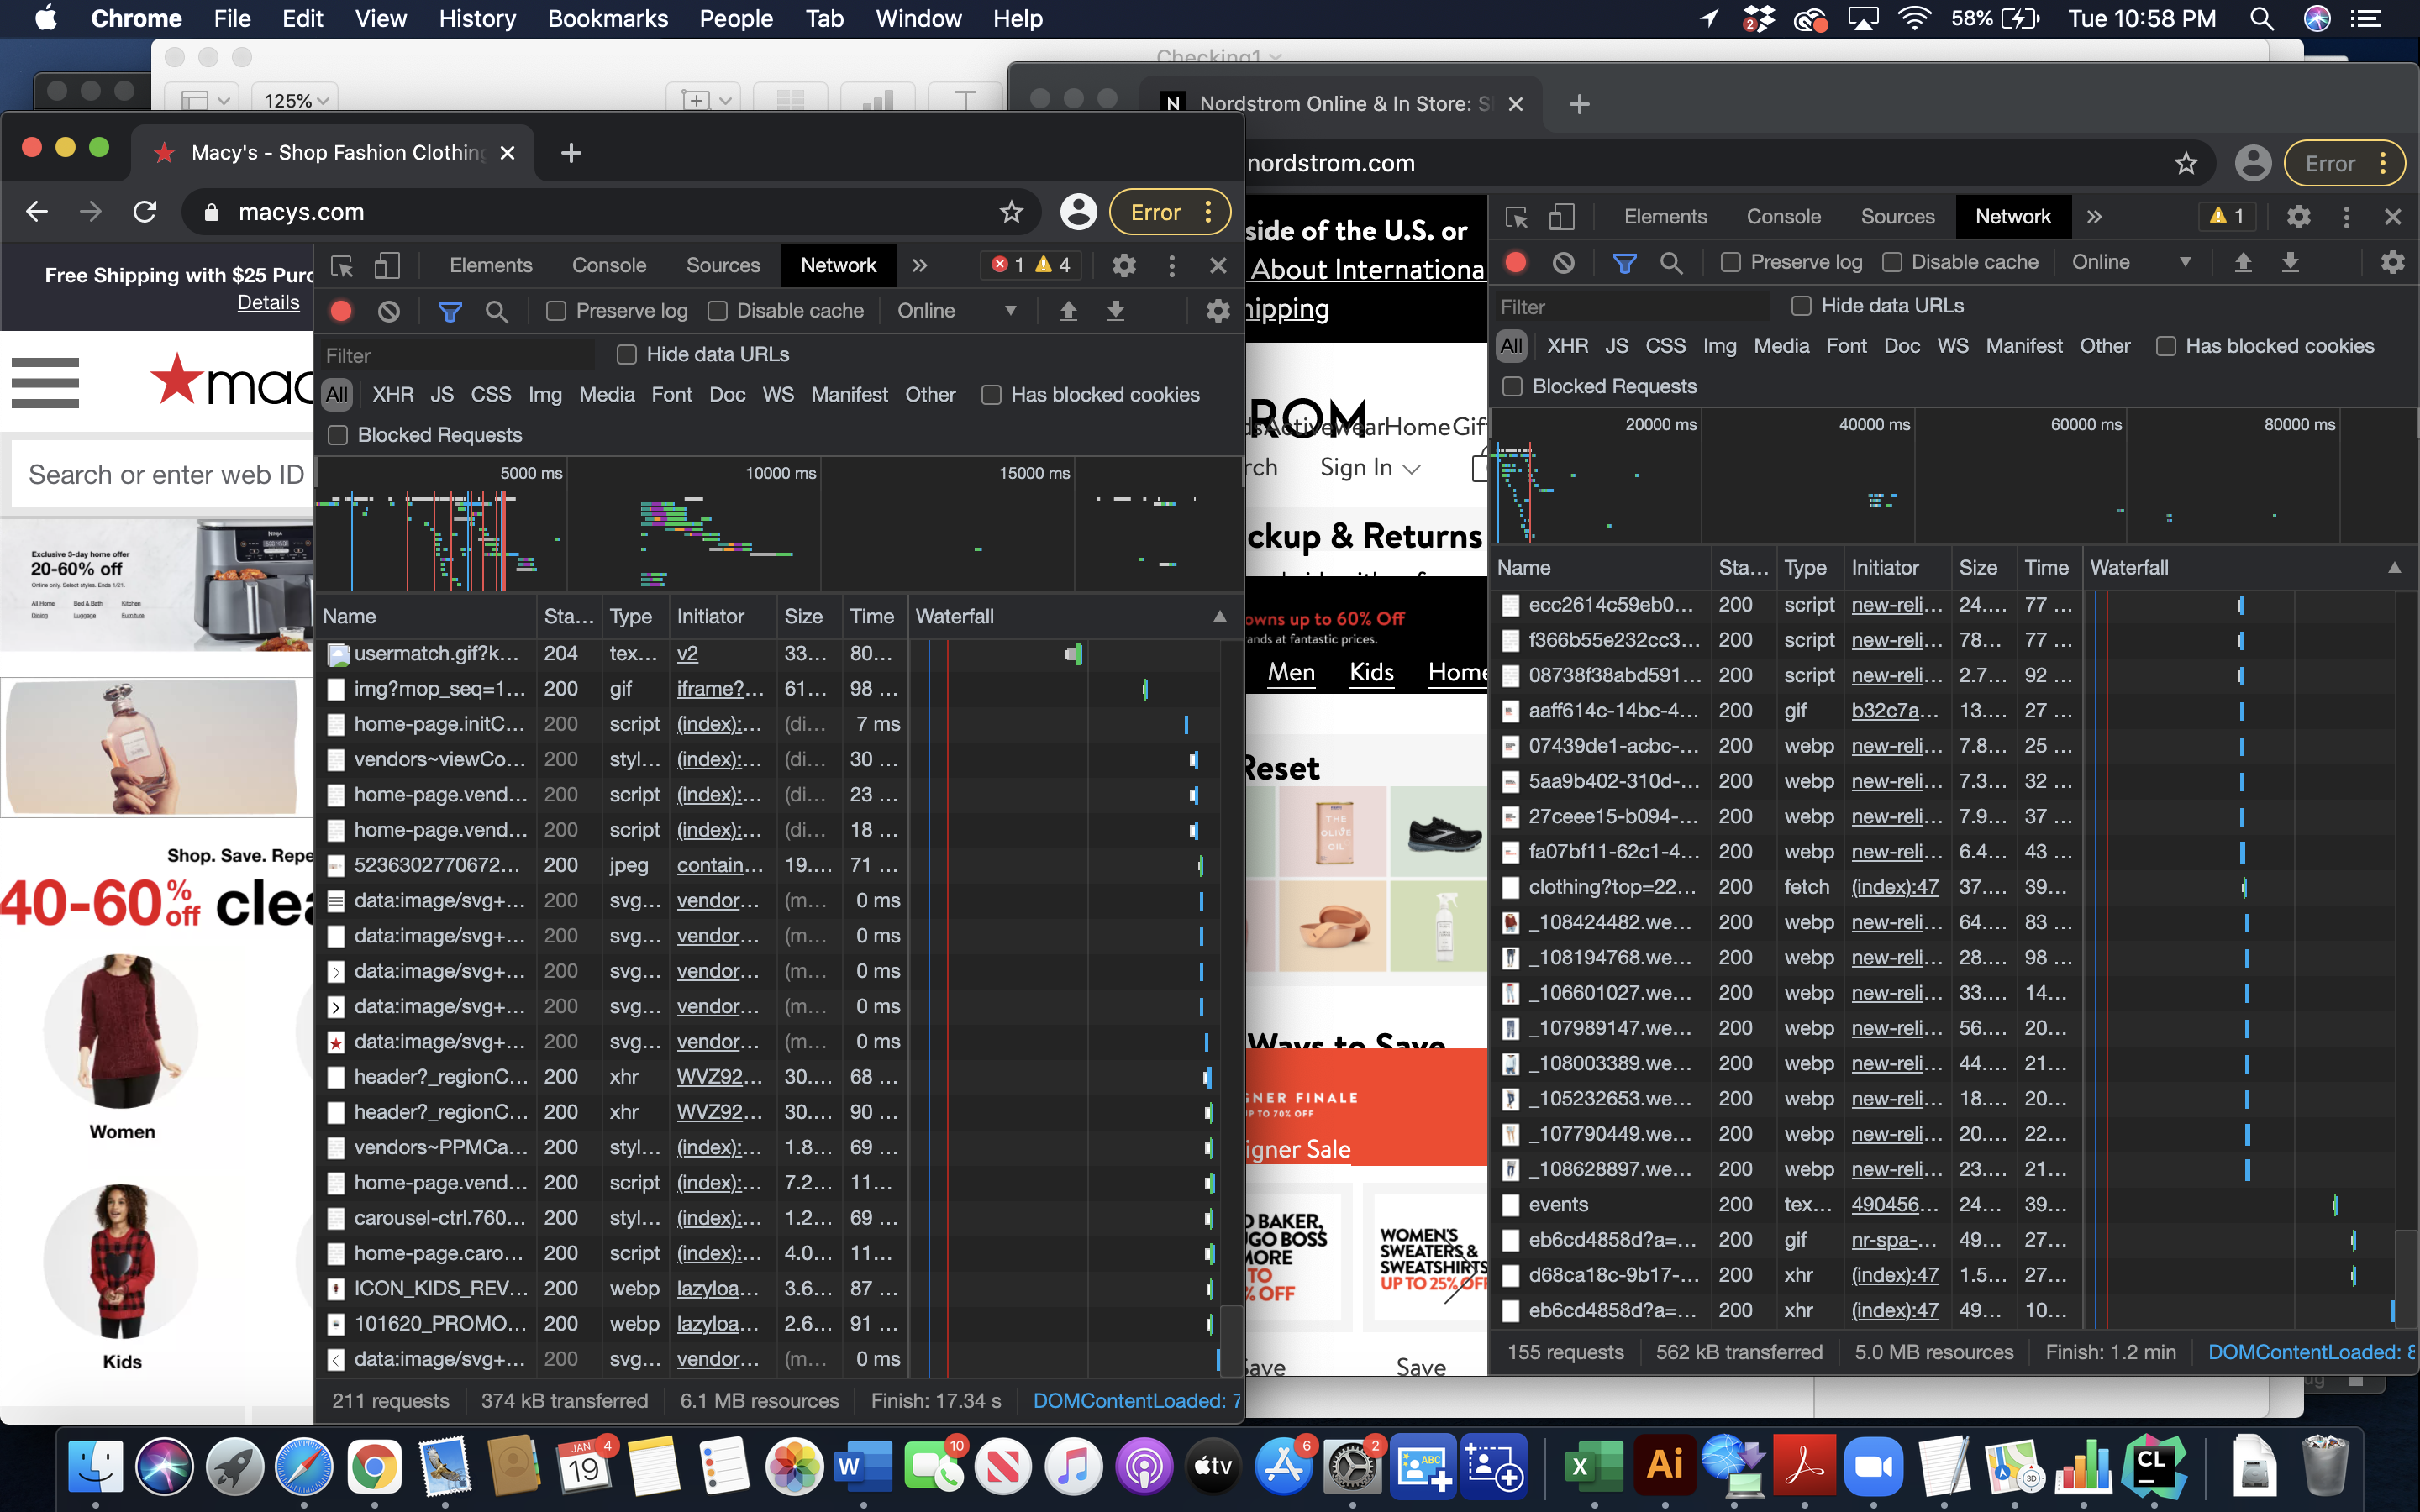 Chrome File Edit View History Bookmarks People Tab Window Help
2 58% Tue 10:58 PM
Checking1
125%
N Nordstrom Online & In Store: S
nordstrom.com
Error
Macy's - Shop Fashion Clothing
macys.com
Error
Free Shipping with $25 Purc
Details
mac
Search or enter web ID
NINJA
Exclusive 3-day home offer
20-60% off
Online only. Select styles. Ends 1/21.
All Home Bed & Bath Kitchen
Dining Luggage Furniture
Shop. Save. Repe
40-60% off clea
Women
Kids
Elements Console Sources Network » 1 4
Preserve log Disable cache Online
Filter Hide data URLs
All XHR JS CSS Img Media Font Doc WS Manifest Other Has blocked cookies
Blocked Requests
5000 ms 10000 ms 15000 ms
Name Sta... Type Initiator Size Time Waterfall
usermatch.gif?k... 204 tex... v2 33... 80...
img?mop_seq=1... 200 gif iframe?... 61... 98 ...
home-page.initC... 200 script (index):... (di... 7 ms
vendors~viewCo... 200 styl... (index):... (di... 30 ...
home-page.vend... 200 script (index):... (di... 23 ...
home-page.vend... 200 script (index):... (di... 18 ...
5236302770672... 200 jpeg contain... 19.... 71 ...
data:image/svg+... 200 svg... vendor... (m... 0 ms
data:image/svg+... 200 svg... vendor... (m... 0 ms
data:image/svg+... 200 svg... vendor... (m... 0 ms
data:image/svg+... 200 svg... vendor... (m... 0 ms
data:image/svg+... 200 svg... vendor... (m... 0 ms
header?_regionC... 200 xhr WVZ92... 30.... 68 ...
header?_regionC... 200 xhr WVZ92... 30.... 90 ...
vendors~PPMCa... 200 styl... (index):... 1.8... 69 ...
home-page.vend... 200 script (index):... 7.2... 11...
carousel-ctrl.760... 200 styl... (index):... 1.2... 69 ...
home-page.caro... 200 script (index):... 4.0... 11...
ICON_KIDS_REV... 200 webp lazyloa... 3.6... 87 ...
101620_PROMO... 200 webp lazyloa... 2.6... 91 ...
data:image/svg+... 200 svg... vendor... (m... 0 ms
211 requests 374 kB transferred 6.1 MB resources Finish: 17.34 s DOMContentLoaded: 7
side of the U.S. or
About Internationa
hipping
ROM
ds ActivewearHomeGif
rch Sign In
ckup & Returns
owns up to 60% Off
ands at fantastic prices.
Men Kids Home
Reset
THE OLIVE OIL
Ways to Save
GNER FINALE
UP TO 70% OFF
igner Sale
D BAKER,
GO BOSS
MORE
TO
% OFF
WOMEN'S
SWEATERS &
SWEATSHIRTS
UP TO 25% OFF
Save Save
Elements Console Sources Network » 1
Preserve log Disable cache Online
Filter Hide data URLs
All XHR JS CSS Img Media Font Doc WS Manifest Other Has blocked cookies
Blocked Requests
20000 ms 40000 ms 60000 ms 80000 ms
Name Sta... Type Initiator Size Time Waterfall
ecc2614c59eb0... 200 script new-reli... 24.... 77 ...
f366b55e232cc3... 200 script new-reli... 78... 77 ...
08738f38abd591... 200 script new-reli... 2.7... 92 ...
aaff614c-14bc-4... 200 gif b32c7a... 13.... 27 ...
07439de1-acbc-... 200 webp new-reli... 7.8... 25 ...
5aa9b402-310d-... 200 webp new-reli... 7.3... 32 ...
27ceee15-b094-... 200 webp new-reli... 7.9... 37 ...
fa07bf11-62c1-4... 200 webp new-reli... 6.4... 43 ...
clothing?top=22... 200 fetch (index):47 37.... 39...
_108424482.we... 200 webp new-reli... 64.... 83 ...
_108194768.we... 200 webp new-reli... 28.... 98 ...
_106601027.we... 200 webp new-reli... 33.... 14...
_107989147.we... 200 webp new-reli... 56.... 20...
_108003389.we... 200 webp new-reli... 44.... 21...
_105232653.we... 200 webp new-reli... 18.... 20...
_107790449.we... 200 webp new-reli... 20.... 22...
_108628897.we... 200 webp new-reli... 23.... 21...
events 200 tex... 490456... 24... 39...
eb6cd4858d?a=... 200 gif nr-spa-... 49... 27...
d68ca18c-9b17-... 200 xhr (index):47 1.5... 27...
eb6cd4858d?a=... 200 xhr (index):47 49... 10...
155 requests 562 kB transferred 5.0 MB resources Finish: 1.2 min DOMContentLoaded: 8
ug
JAN 19 4 W 10 tv 6 2 ABC X Ai 3D CL